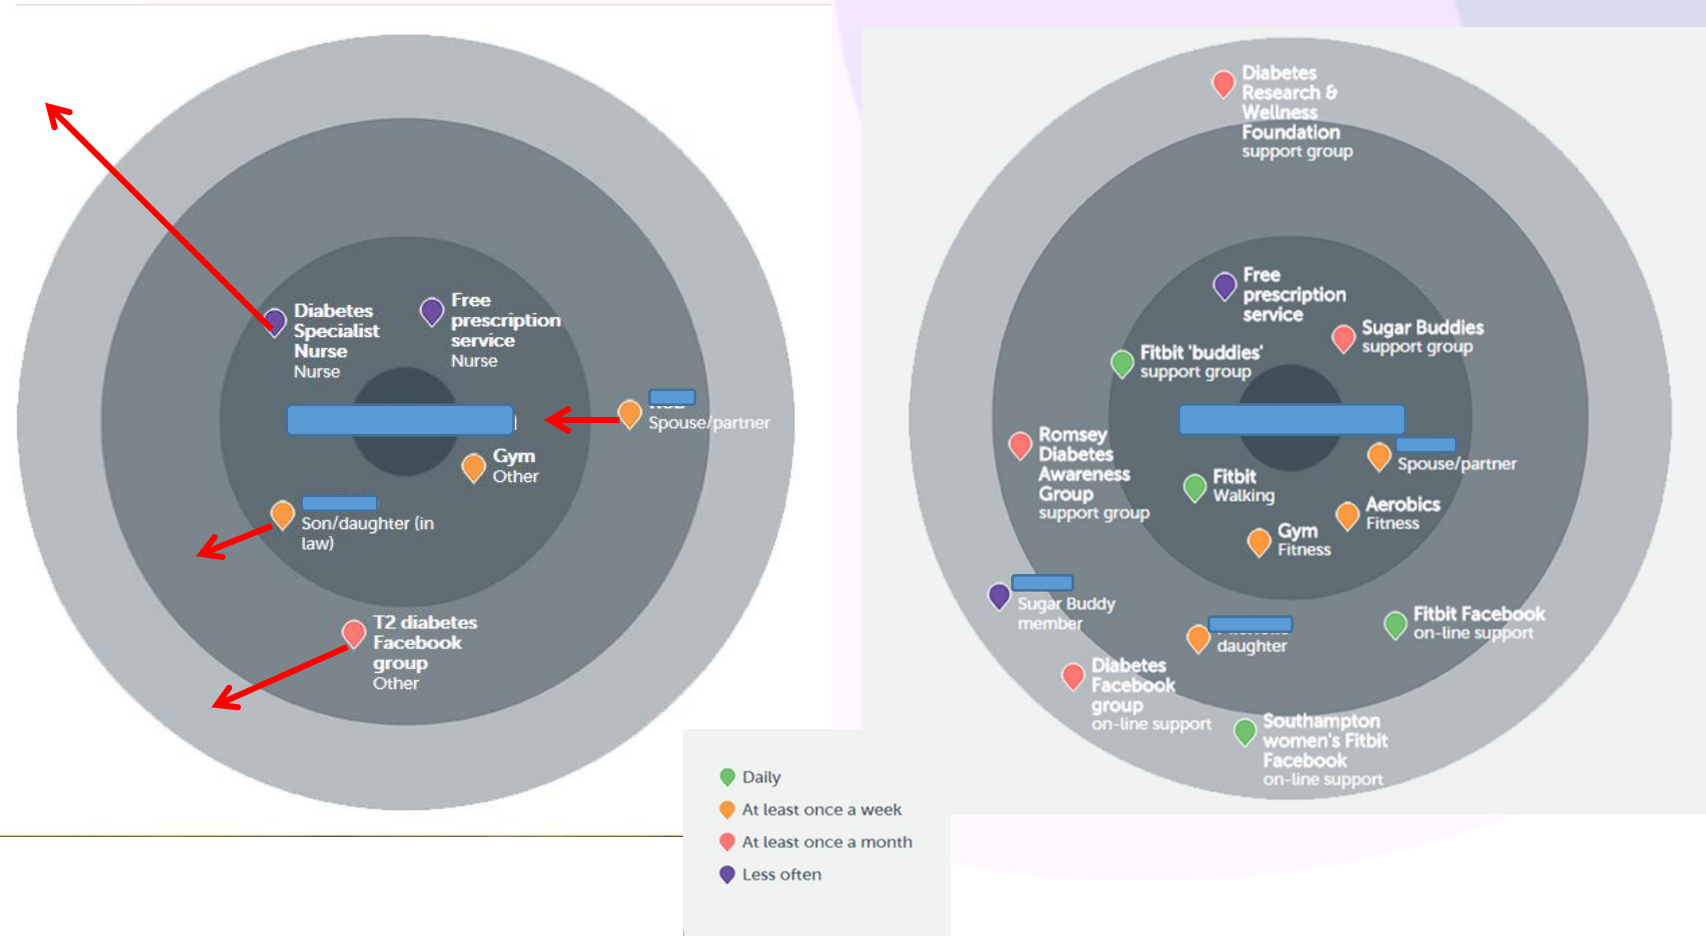 Diabetes
Specialist
Nurse
Nurse
Free
prescription
service
Nurse
Spouse/partner
Gym
Other
Son/daughter (in
law)
T2 diabetes
Facebook
group
Other
Diabetes
Research &
Wellness
Foundation
support group
Free
prescription
service
Sugar Buddies
support group
Fitbit 'buddies'
support group
Romsey
Diabetes
Awareness
Group
support group
Spouse/partner
Fitbit
Walking
Aerobics
Fitness
Gym
Fitness
Sugar Buddy
member
daughter
Fitbit Facebook
on-line support
Diabetes
Facebook
group
on-line support
Southampton
women's Fitbit
Facebook
on-line support
Daily
At least once a week
At least once a month
Less often